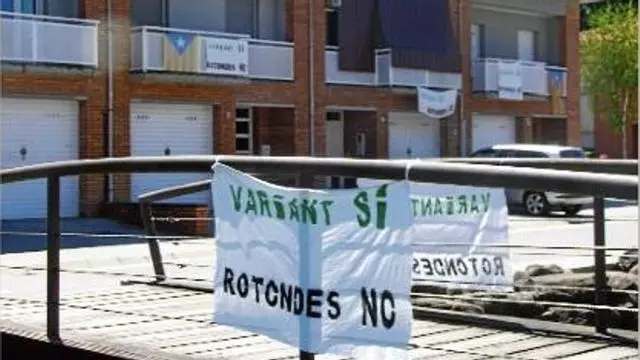 ROTONDES NO
VARIANT SÍ
ROTONDES NO
VARIANT
ROTONDES